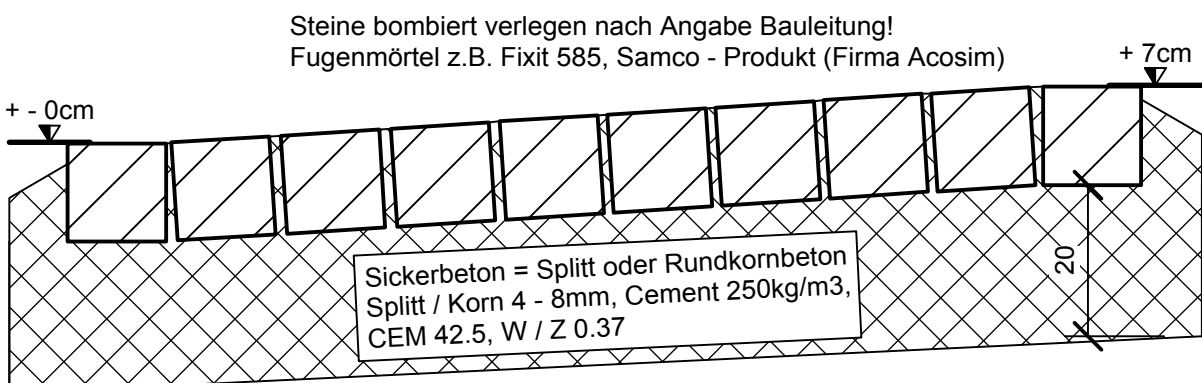 Steine bombiert verlegen nach Angabe Bauleitung!
Fugenmörtel z.B. Fixit 585, Samco - Produkt (Firma Acosim)
+ 7cm
+ - 0cm
Sickerbeton = Splitt oder Rundkornbeton
Splitt / Korn 4 - 8mm, Cement 250kg/m3,
CEM 42.5, W / Z 0.37
20